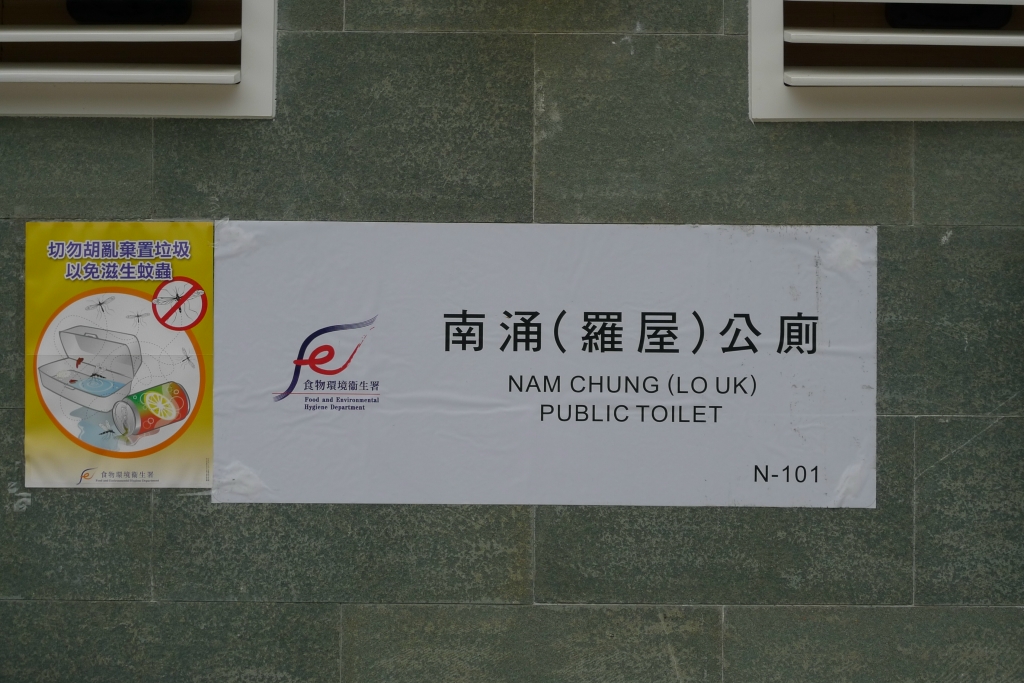 切勿胡亂棄置垃圾
以免滋生蚊蟲
食物環境衞生署
南涌(羅屋)公廁
NAM CHUNG (LO UK)
PUBLIC TOILET
食物環境衞生署
Food and Environmental
Hygiene Department
N-101